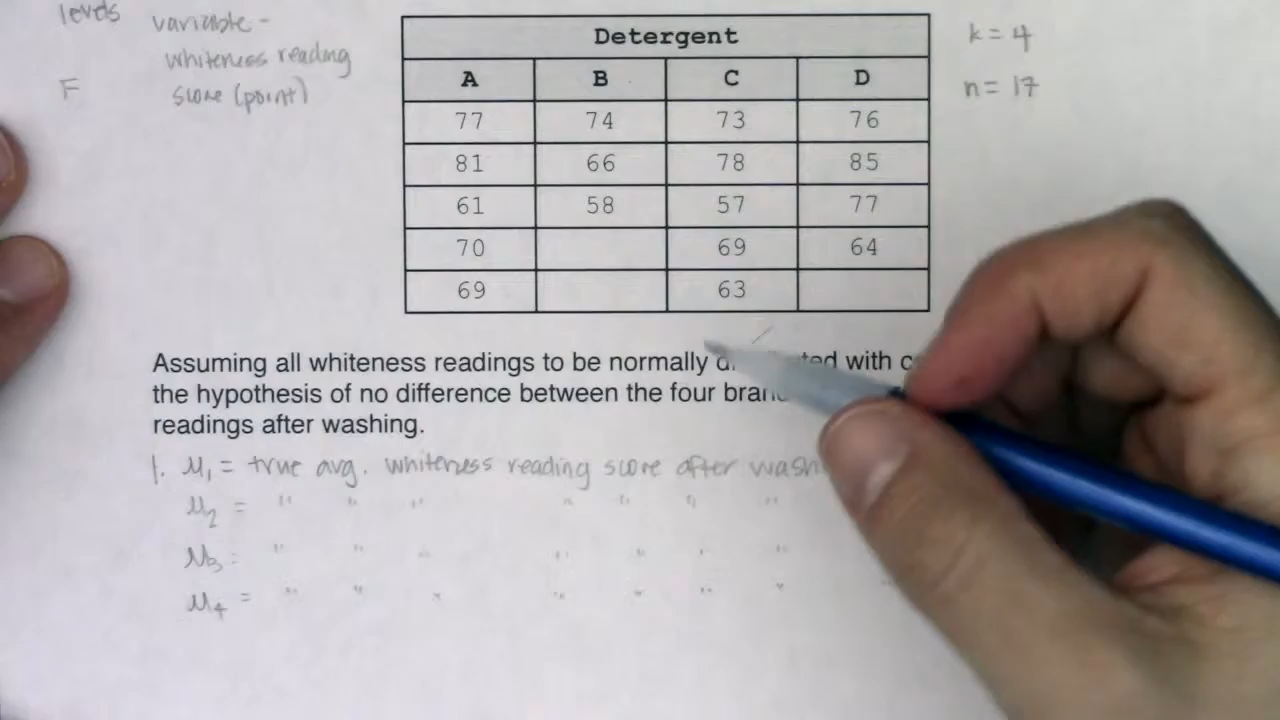 levels
variable -
whiteness reading
score (point)
F
Detergent
A B C D
77 74 73 76
81 66 78 85
61 58 57 77
70 69 64
69 63
k = 4
n = 17
Assuming all whiteness readings to be normally with
the hypothesis of no difference between the four
readings after washing.
1. μ₁ = true avg. whiteness reading score after
μ₂ = " " " " " " "
μ₃ = " " " " " " "
μ₄ = " " " " " " " "